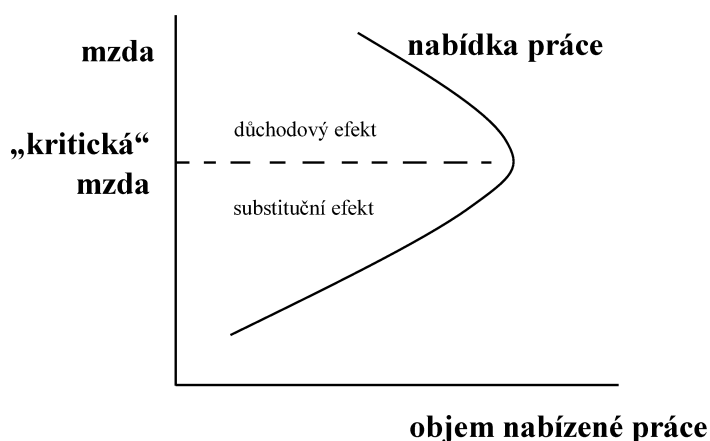 mzda
nabídka práce
„kritická“
mzda
důchodový efekt
substituční efekt
objem nabízené práce